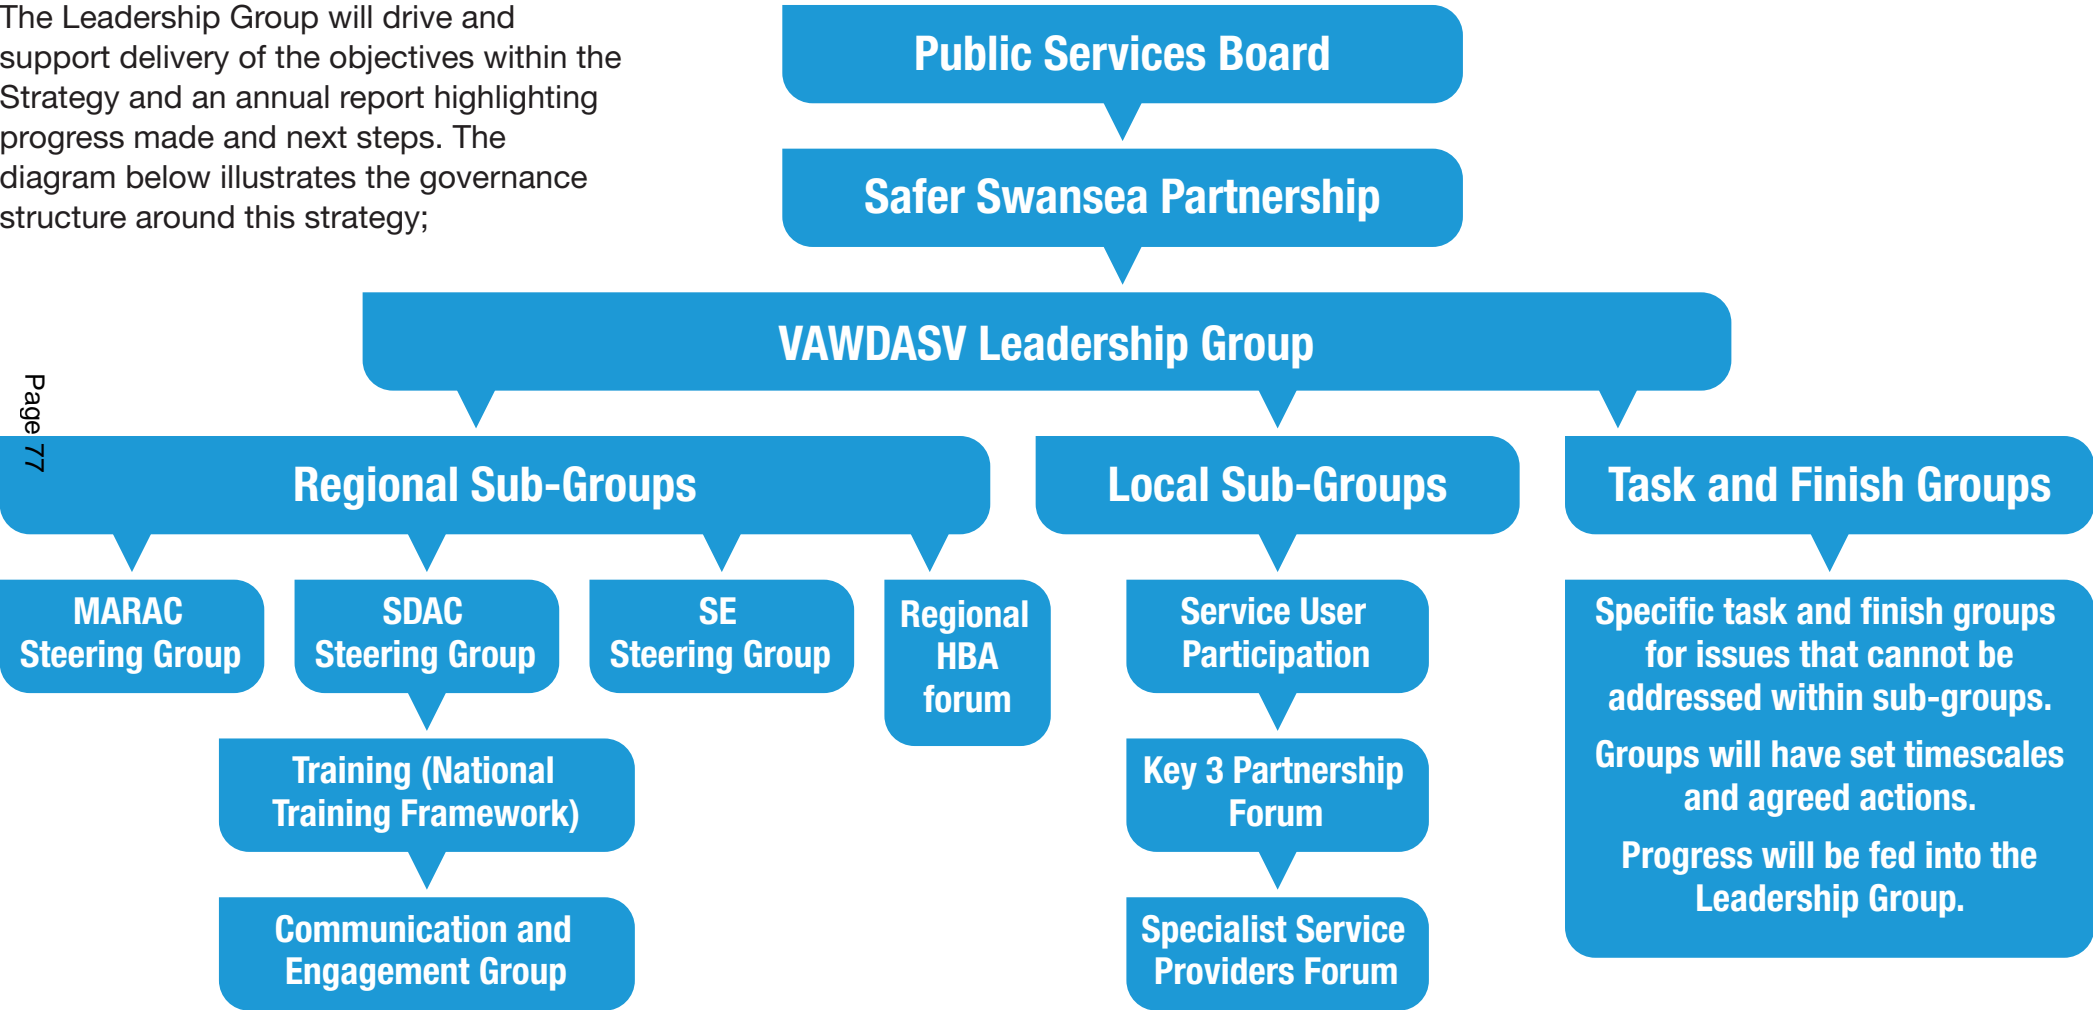 The Leadership Group will drive and
support delivery of the objectives within the
Strategy and an annual report highlighting
progress made and next steps. The
diagram below illustrates the governance
structure around this strategy;
Public Services Board
Safer Swansea Partnership
VAWDASV Leadership Group
Page 77
Regional Sub-Groups
Local Sub-Groups
Task and Finish Groups
MARAC
Steering Group
SDAC
Steering Group
SE
Steering Group
Regional
HBA
forum
Training (National
Training Framework)
Communication and
Engagement Group
Service User
Participation
Key 3 Partnership
Forum
Specialist Service
Providers Forum
Specific task and finish groups
for issues that cannot be
addressed within sub-groups.
Groups will have set timescales
and agreed actions.
Progress will be fed into the
Leadership Group.